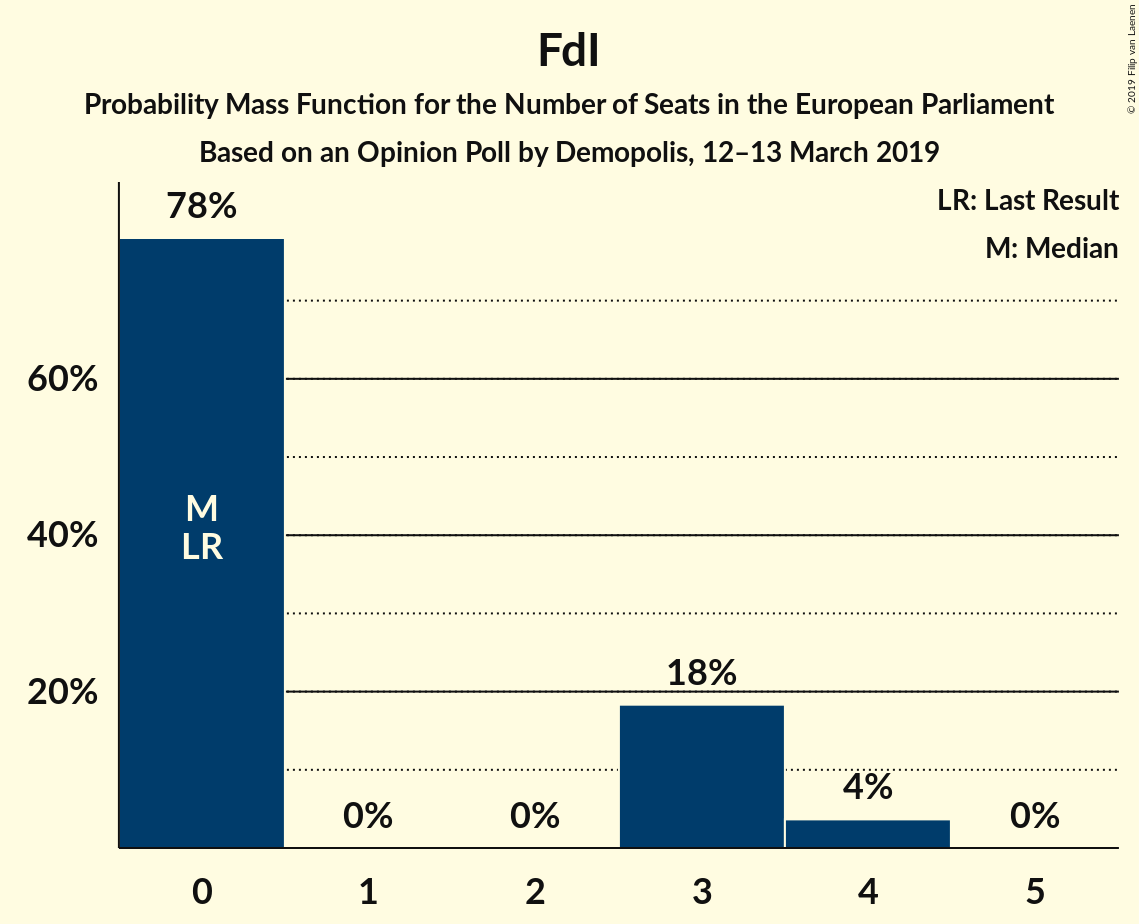 FdI
Probability Mass Function for the Number of Seats in the European Parliament
Based on an Opinion Poll by Demopolis, 12–13 March 2019
© 2019 Filip van Laenen
LR: Last Result
M: Median
78%
60%
40%
20%
M
LR
0%
0%
18%
4%
0%
0
1
2
3
4
5